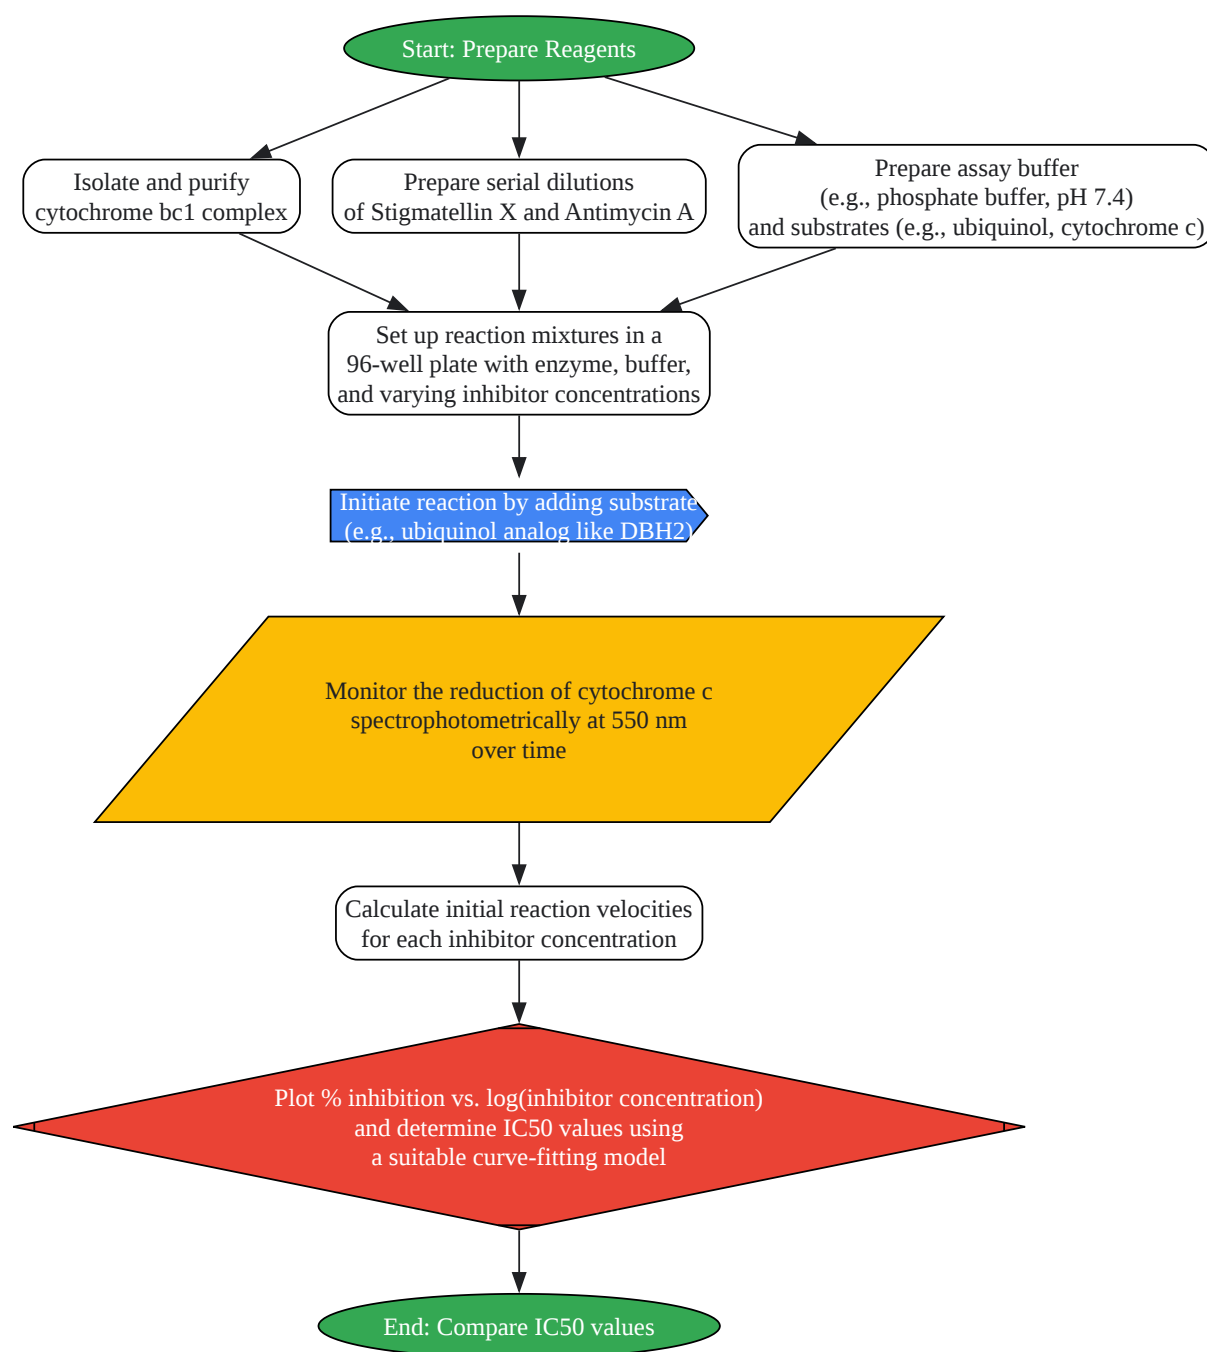 Start: Prepare Reagents
Isolate and purify
cytochrome bc1 complex
Prepare serial dilutions
of Stigmatellin X and Antimycin A
Prepare assay buffer
(e.g., phosphate buffer, pH 7.4)
and substrates (e.g., ubiquinol, cytochrome c)
Set up reaction mixtures in a
96-well plate with enzyme, buffer,
and varying inhibitor concentrations
Initiate reaction by adding substrate
(e.g., ubiquinol analog like DBH2)
Monitor the reduction of cytochrome c
spectrophotometrically at 550 nm
over time
Calculate initial reaction velocities
for each inhibitor concentration
Plot % inhibition vs. log(inhibitor concentration)
and determine IC50 values using
a suitable curve-fitting model
End: Compare IC50 values